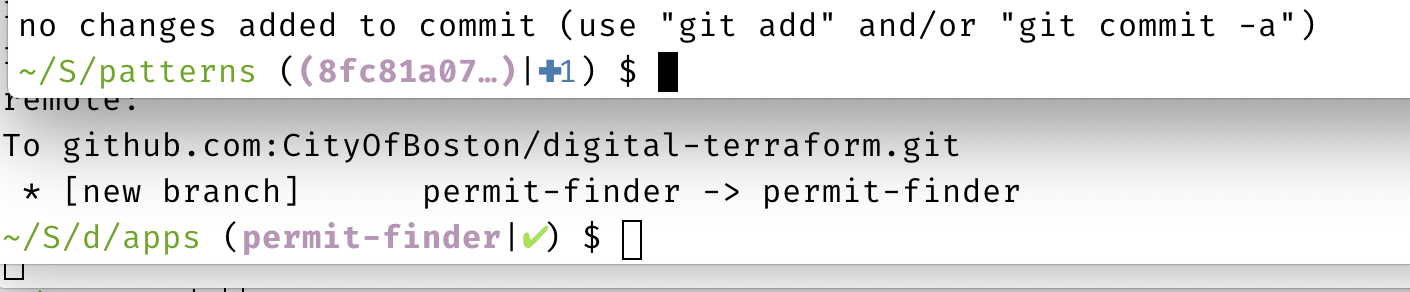 no changes added to commit (use "git add" and/or "git commit -a")
~/S/patterns ((8fc81a07…)|✚1) $
remote:
To github.com:CityOfBoston/digital-terraform.git
 * [new branch]      permit-finder -> permit-finder
~/S/d/apps (permit-finder|✔) $